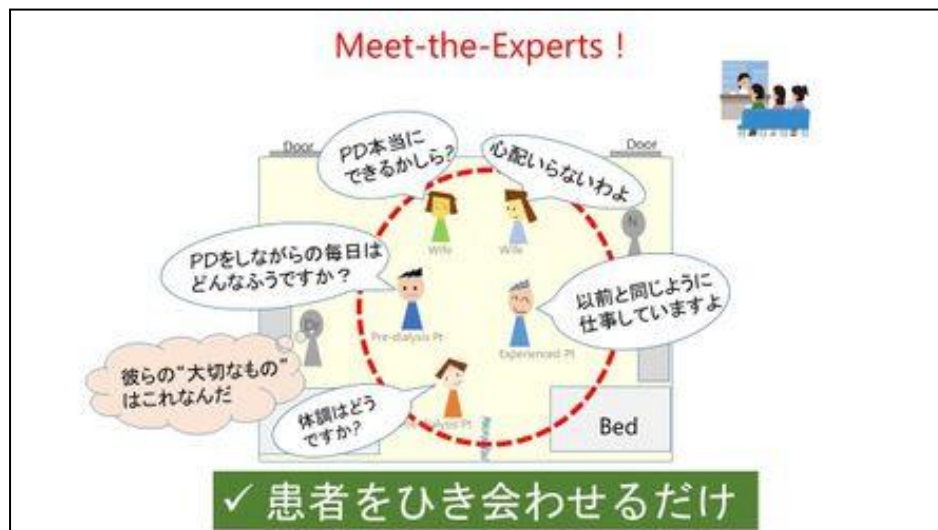 Meet-the-Experts !
Door
Door
PD本当に
できるかしら?
心配いらないわよ
N
Wife
Wife
PDをしながらの毎日は
どんなふうですか？
以前と同じように
仕事していますよ
Dr
Pre-dialysis Pt
Experienced Pt
彼らの“大切なもの”
はこれなんだ
体調はどう
ですか?
Pt
Bed
✓ 患者をひき会わせるだけ